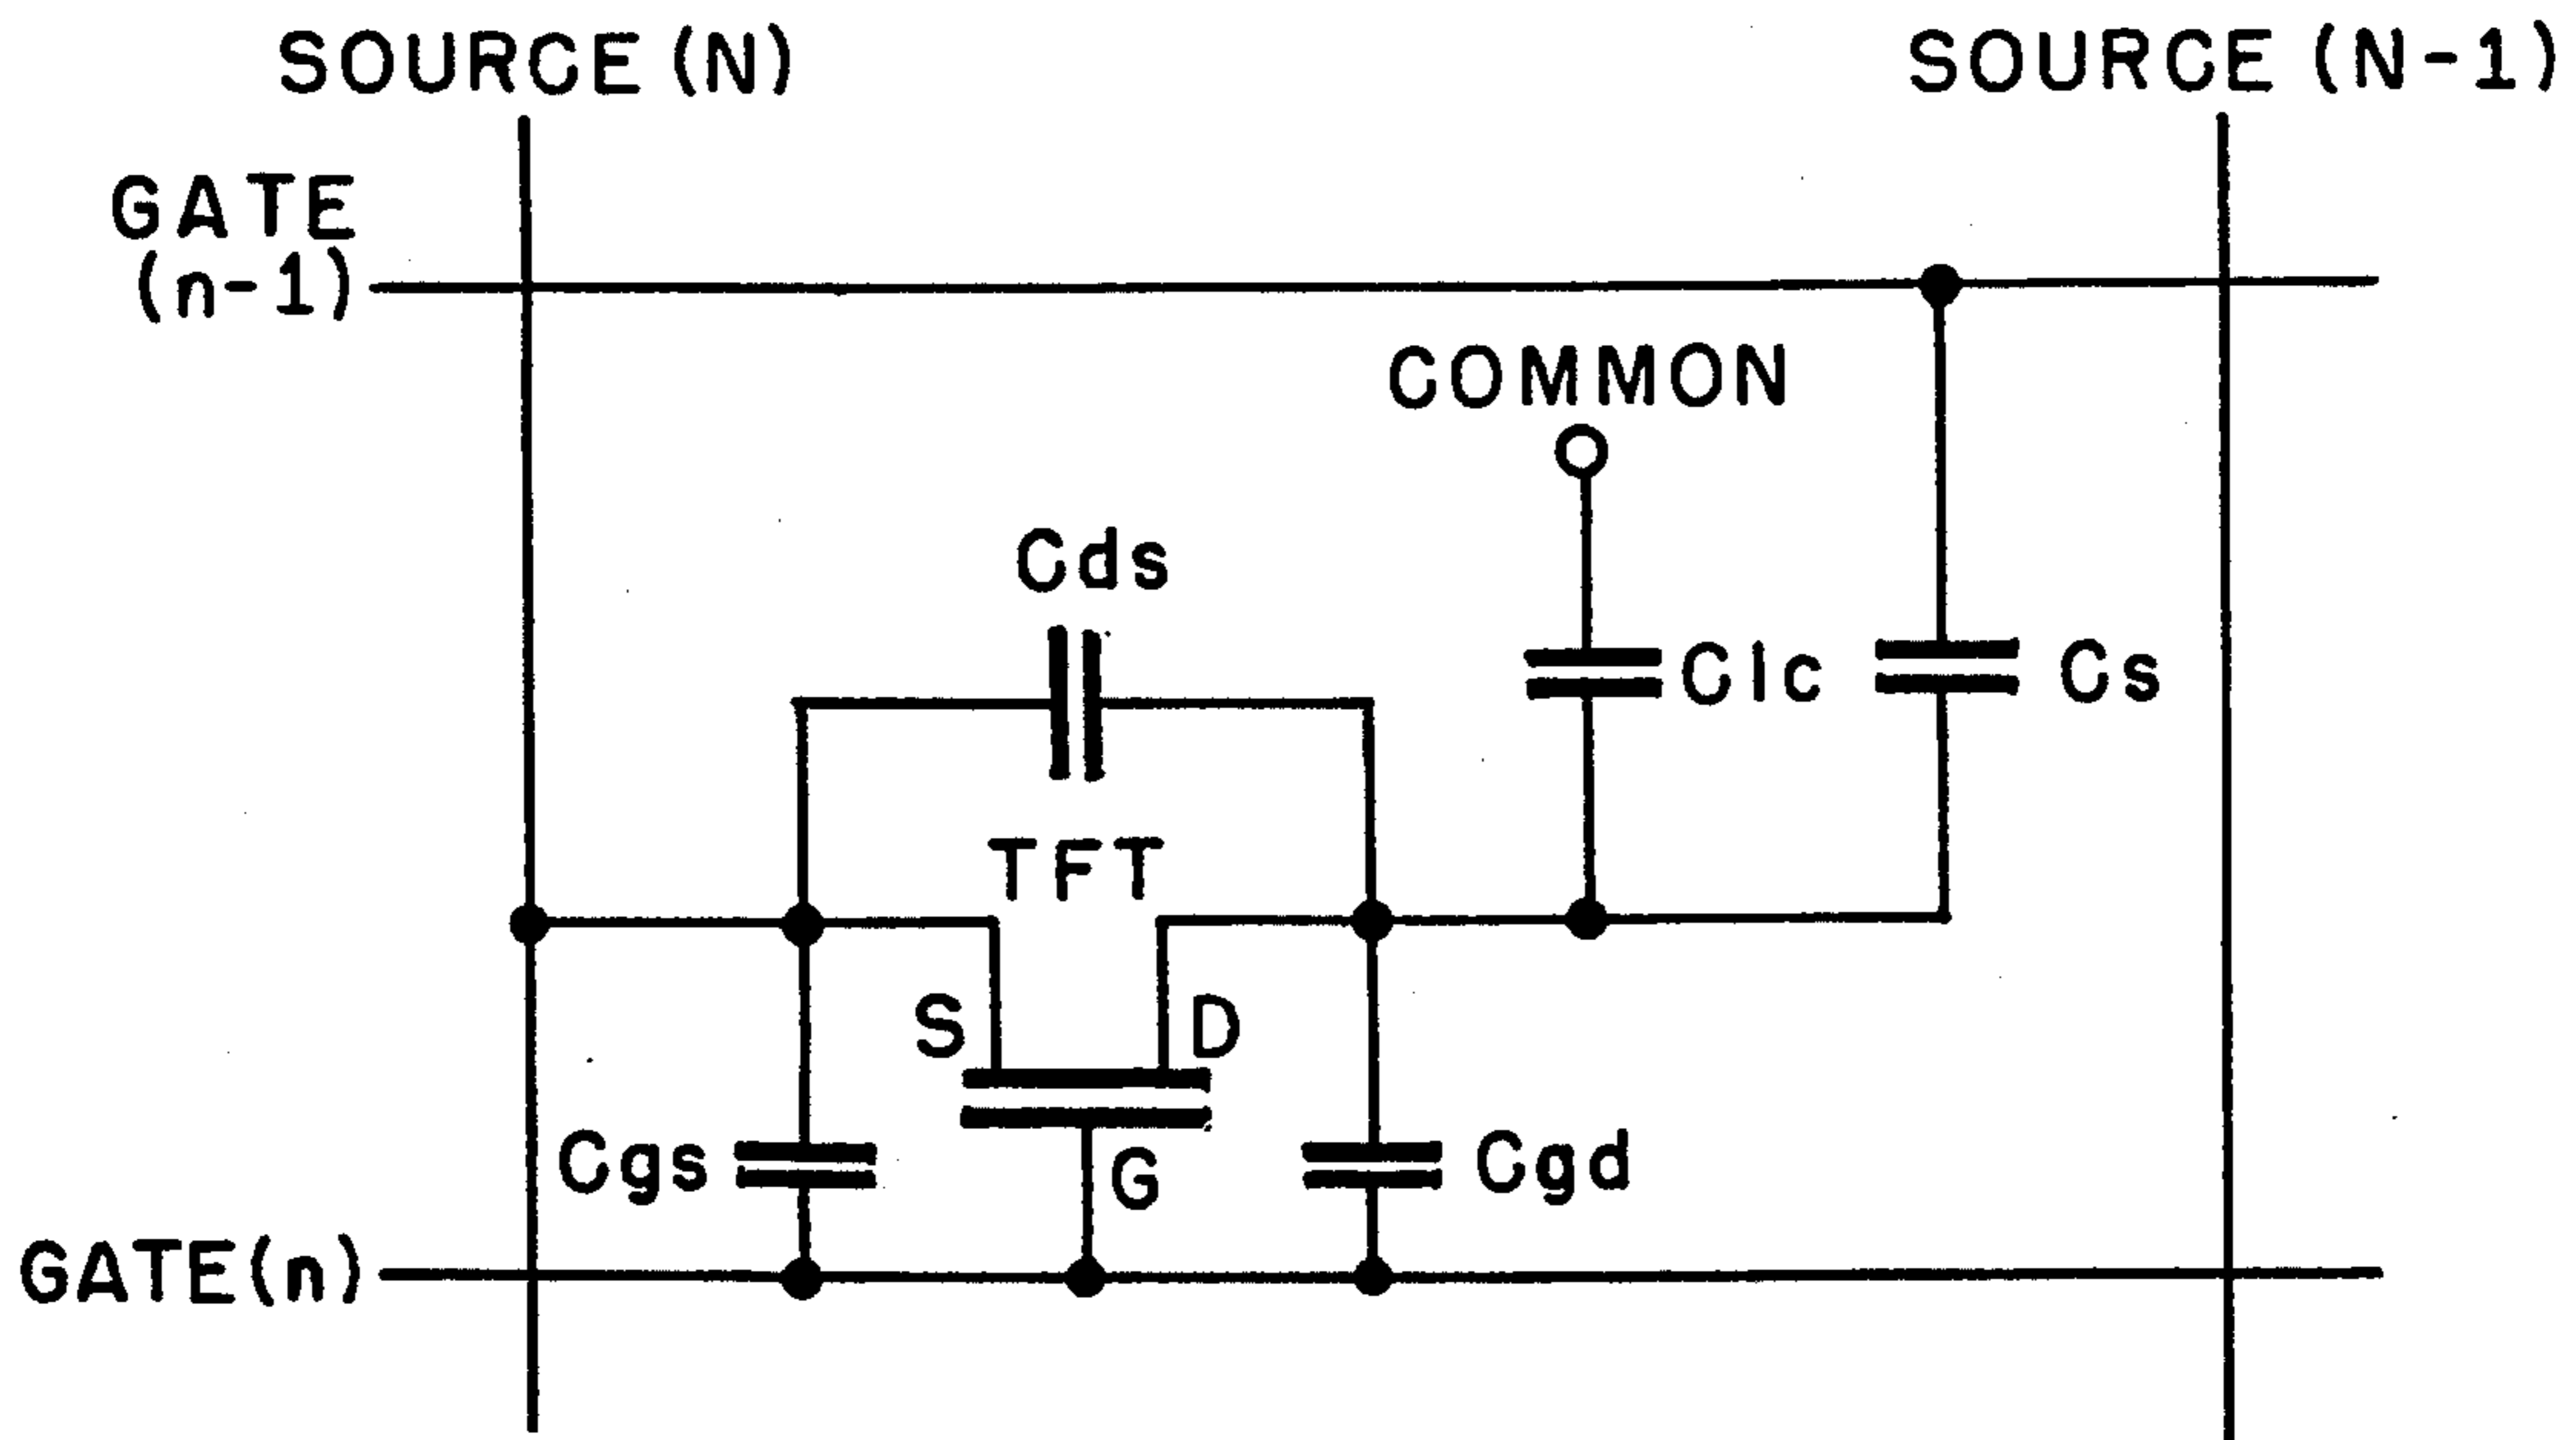 SOURCE (N)
SOURCE (N-1)
GATE
(n-1)
COMMON
Cds
Clc
Cs
TFT
S
D
Cgs
G
Cgd
GATE(n)